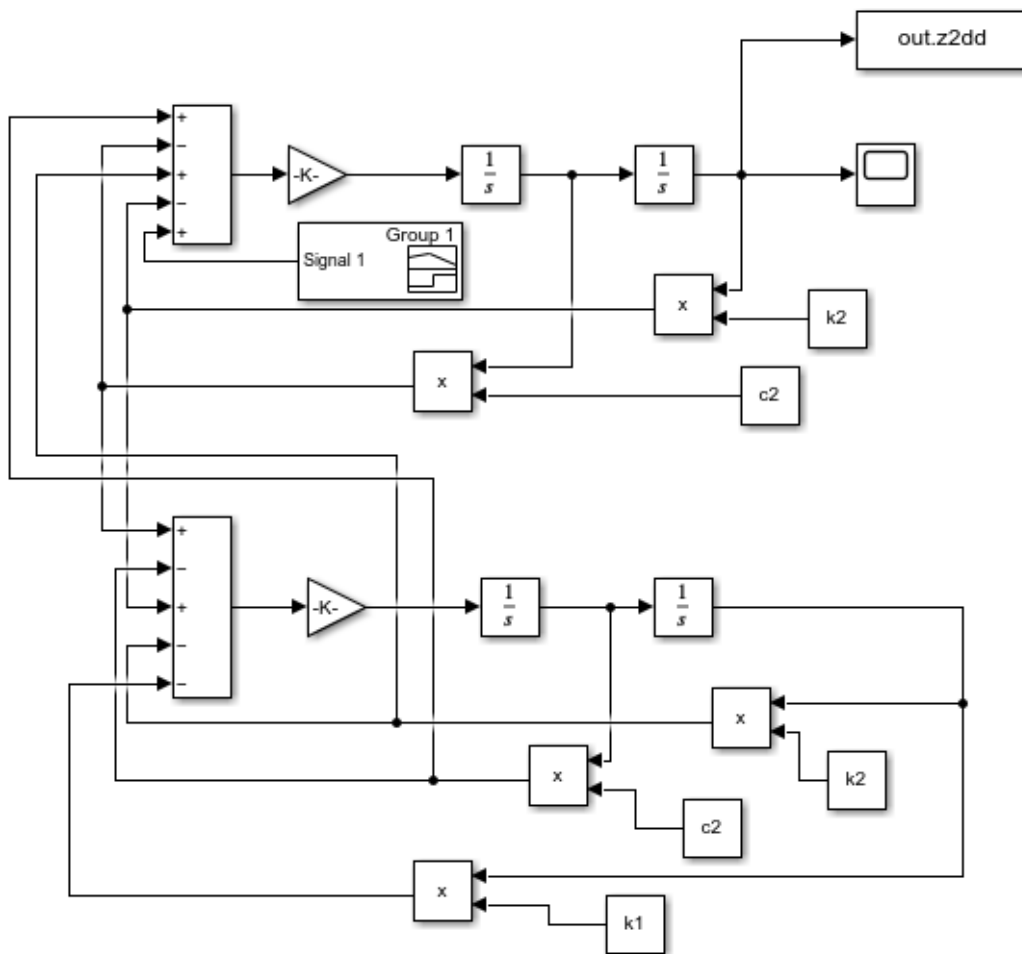 out.z2dd
+
−
+
−
+
-K-
1
s
1
s
Group 1
Signal 1
x
k2
x
c2
+
−
+
−
−
-K-
1
s
1
s
x
k2
x
c2
x
k1